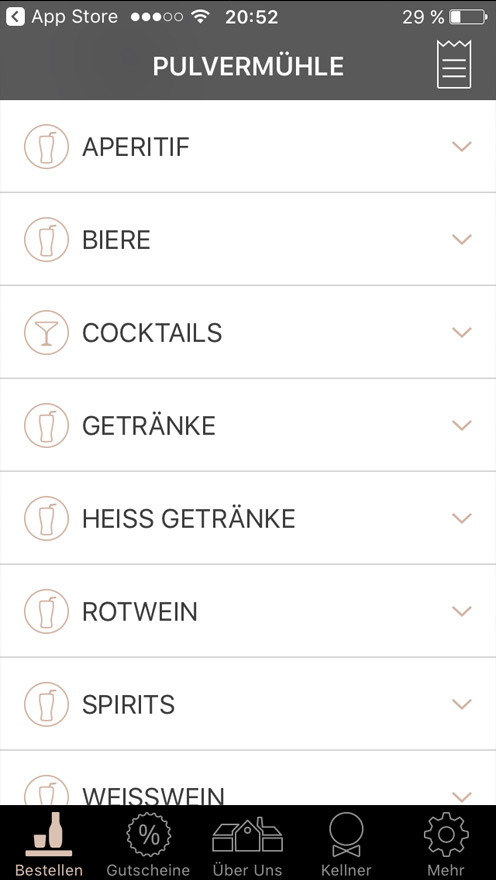 App Store 20:52 29 %
PULVERMÜHLE
APERITIF
BIERE
COCKTAILS
GETRÄNKE
HEISS GETRÄNKE
ROTWEIN
SPIRITS
WEISSWEIN
%
Bestellen Gutscheine Über Uns Kellner Mehr